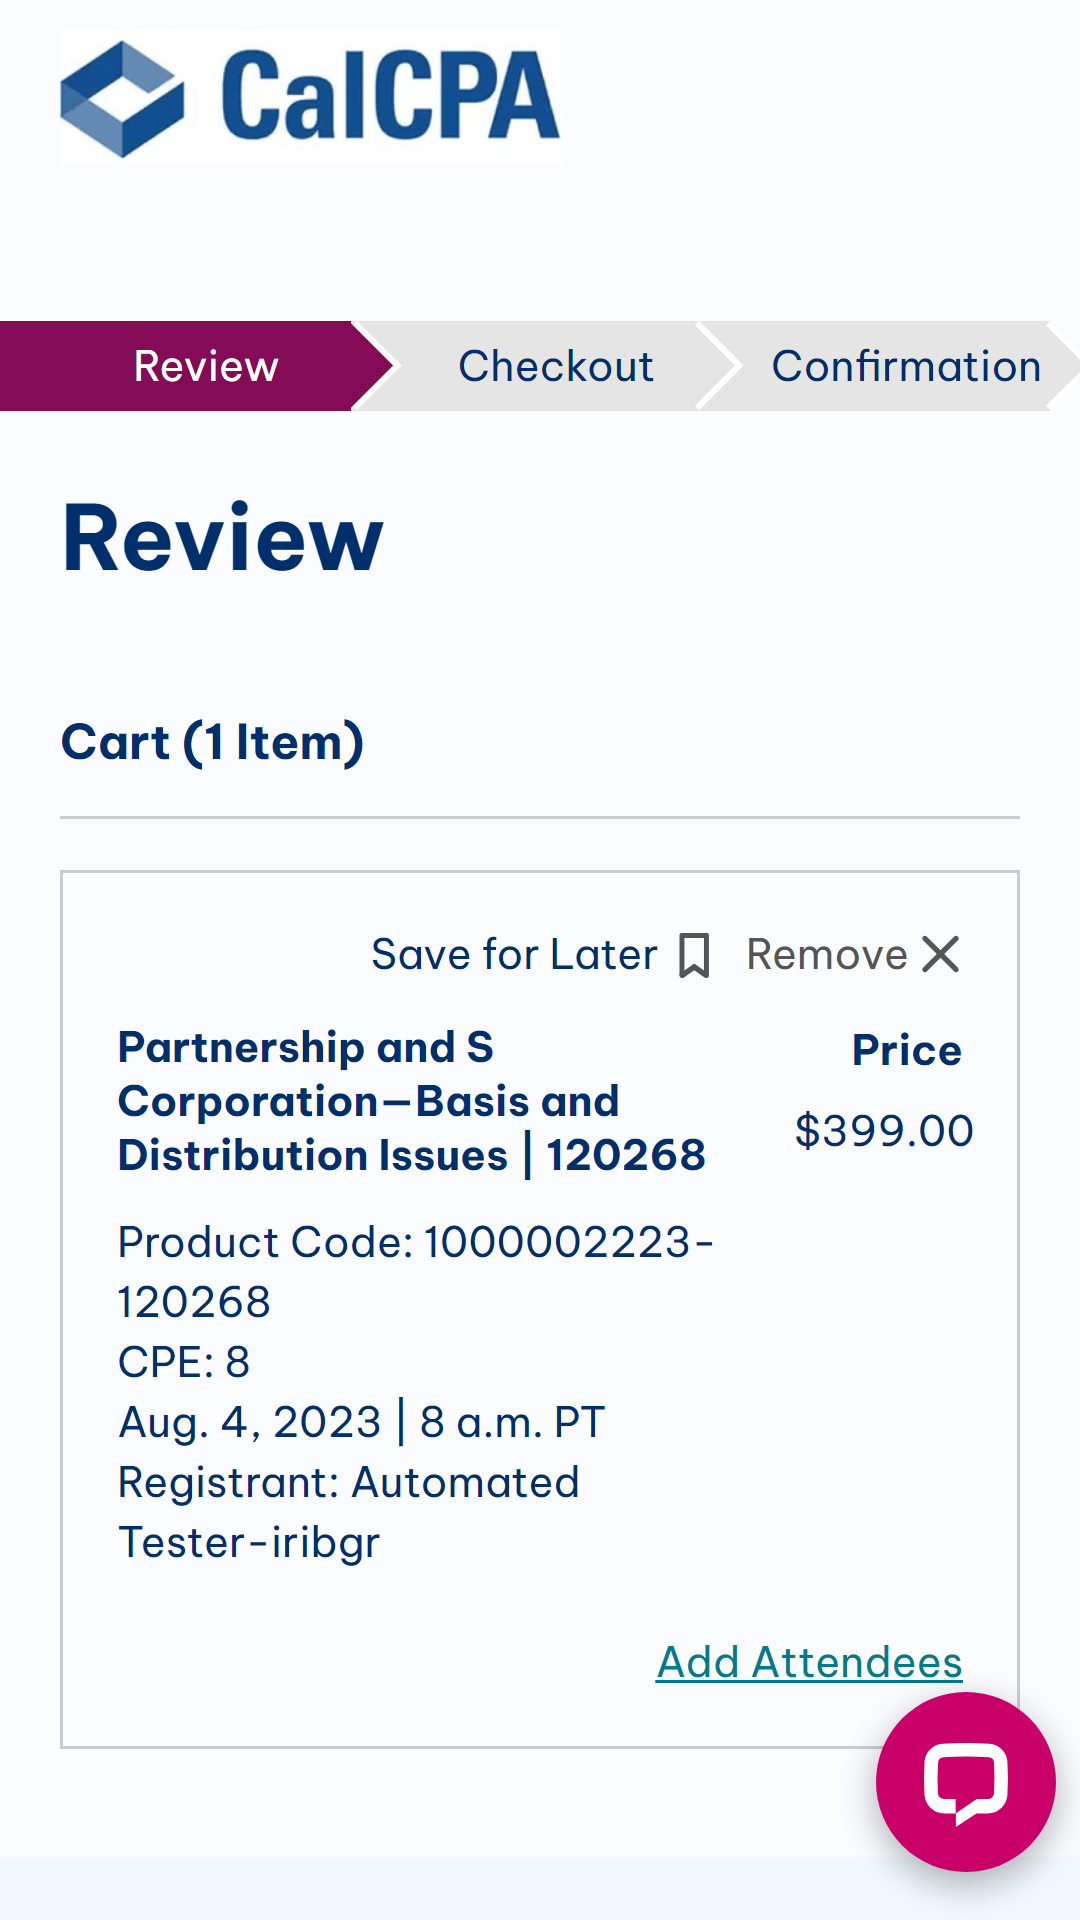 CalCPA
Review
Checkout
Confirmation
Review
Cart (1 Item)
Save for Later
Remove
Partnership and S
Corporation—Basis and
Distribution Issues | 120268
Price
$399.00
Product Code: 1000002223-
120268
CPE: 8
Aug. 4, 2023 | 8 a.m. PT
Registrant: Automated
Tester-iribgr
Add Attendees